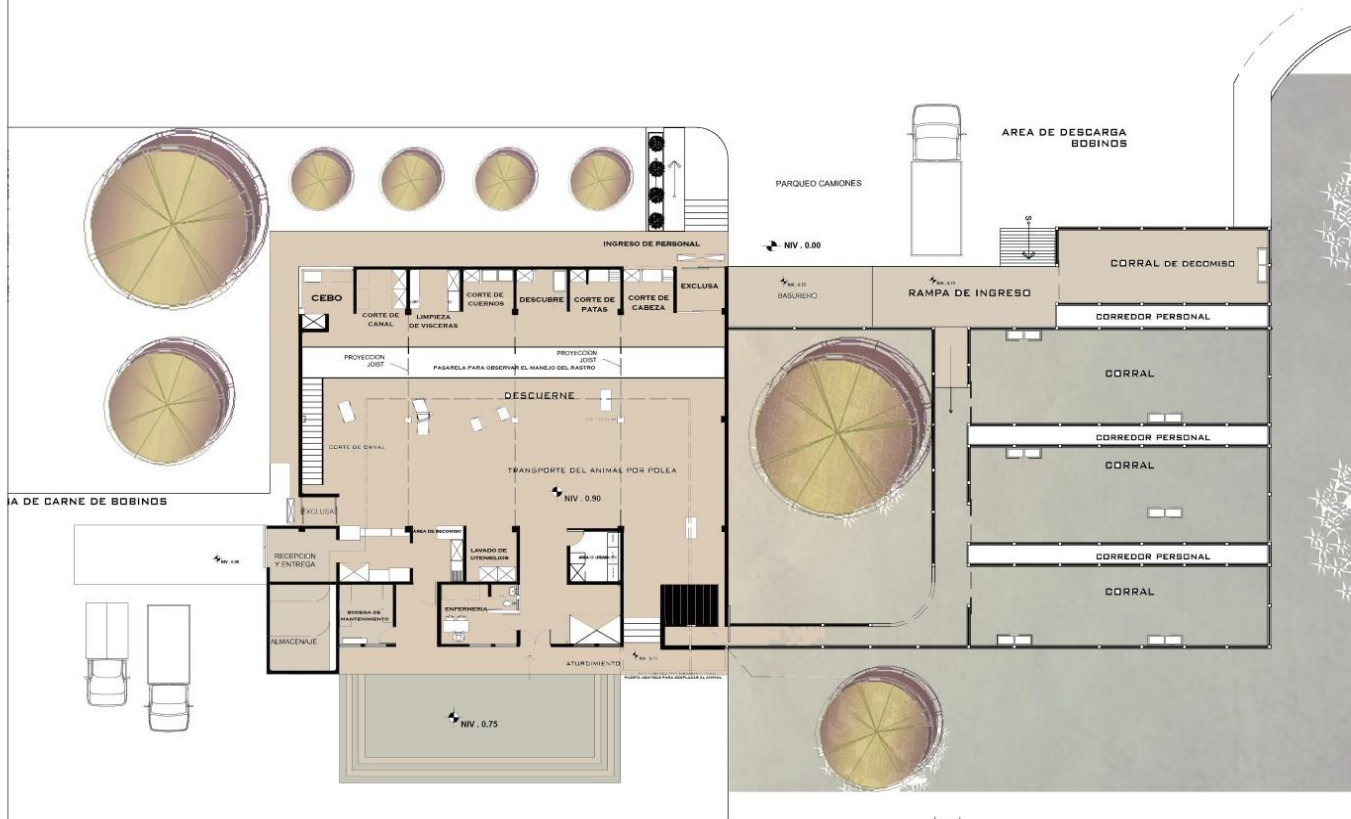 AREA DE DESCARGA
BOBINOS
PARQUEO CAMIONES
INGRESO DE PERSONAL
NIV . 0.00
CORRAL DE DECOMISO
CEBO
CORTE DE
CANAL
LIMPIEZA
DE VISCERAS
CORTE DE
CUERNOS
DESCUBRE
CORTE DE
PATAS
CORTE DE
CABEZA
EXCLUSA
BASURERO
RAMPA DE INGRESO
CORREDOR PERSONAL
PROYECCION
JOIST
PROYECCION
JOIST
PASARELA PARA OBSERVAR EL MANEJO DEL RASTRO
CORRAL
DESCUERNE
CORTE DE CANAL
CORREDOR PERSONAL
TRANSPORTE DEL ANIMAL POR POLEA
CORRAL
NIV . 0.90
DE CARNE DE BOBINOS
EXCLUSA
AREA DE DECOMISO
LAVADO DE
UTENSILIOS
RECEPCION
Y ENTREGA
CORREDOR PERSONAL
CORRAL
BODEGA DE
MANTENIMIENTO
ENFERMERIA
ALMACENAJE
ATURDIMIENTO
NIV . 0.75